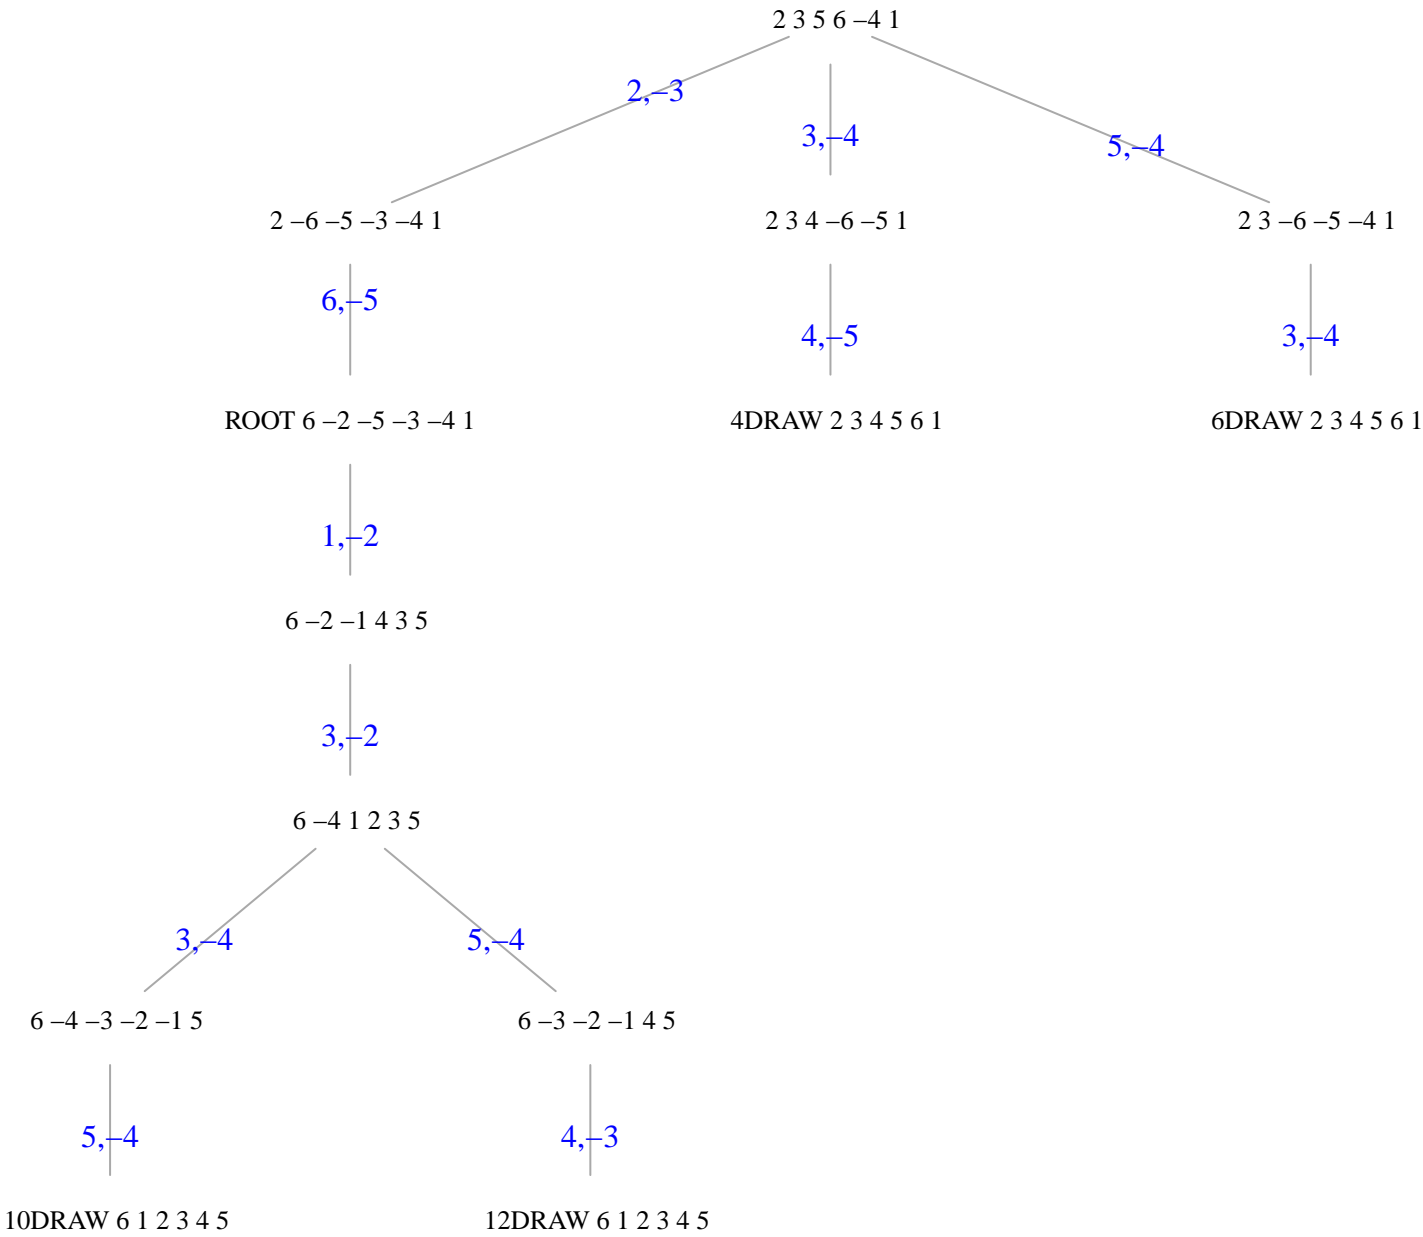 2 3 5 6 –4 1
2,–3
3,–4
5,–4
2 –6 –5 –3 –4 1
2 3 4 –6 –5 1
2 3 –6 –5 –4 1
6,–5
4,–5
3,–4
ROOT 6 –2 –5 –3 –4 1
4DRAW 2 3 4 5 6 1
6DRAW 2 3 4 5 6 1
1,–2
6 –2 –1 4 3 5
3,–2
6 –4 1 2 3 5
3,–4
5,–4
6 –4 –3 –2 –1 5
6 –3 –2 –1 4 5
5,–4
4,–3
10DRAW 6 1 2 3 4 5
12DRAW 6 1 2 3 4 5